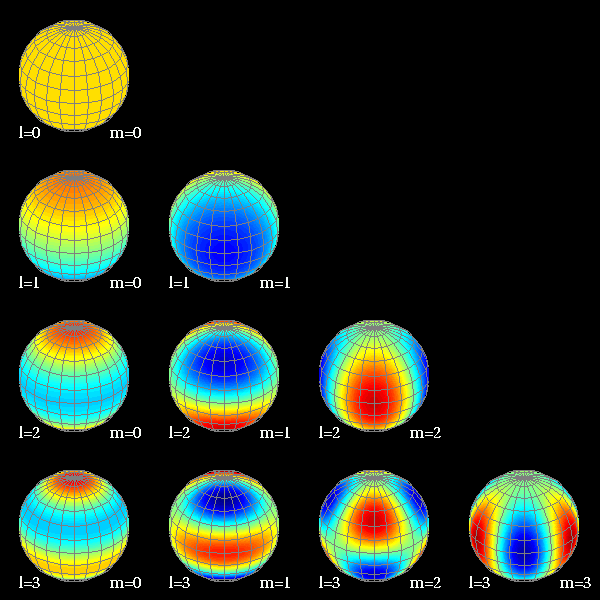 l=0 m=0
l=1 m=0 l=1 m=1
l=2 m=0 l=2 m=1 l=2 m=2
l=3 m=0 l=3 m=1 l=3 m=2 l=3 m=3